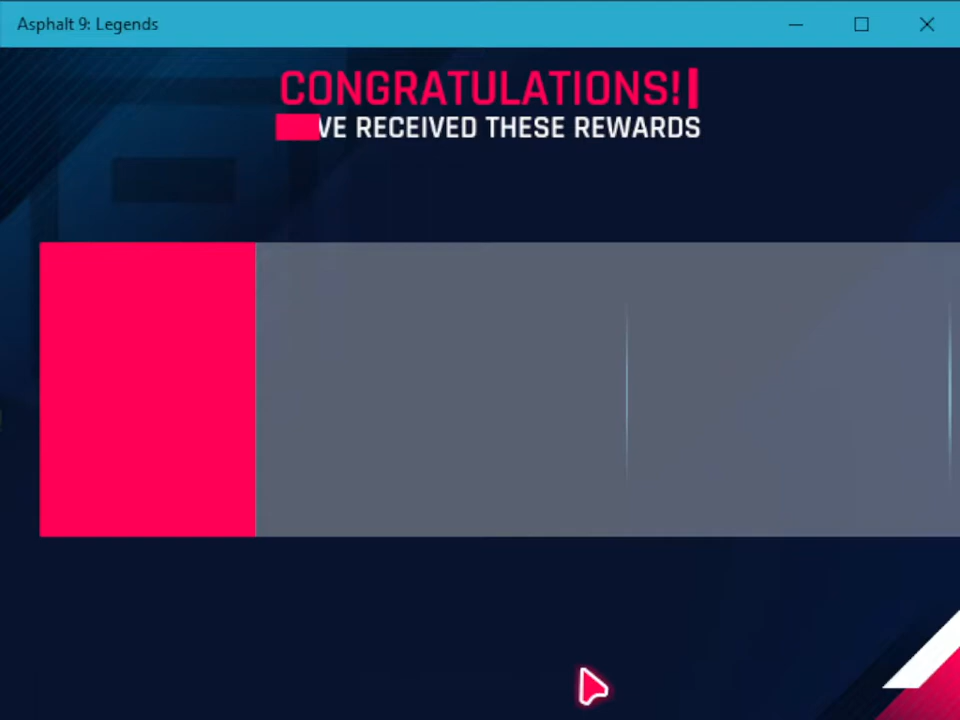 Asphalt 9: Legends
CONGRATULATIONS!
VE RECEIVED THESE REWARDS